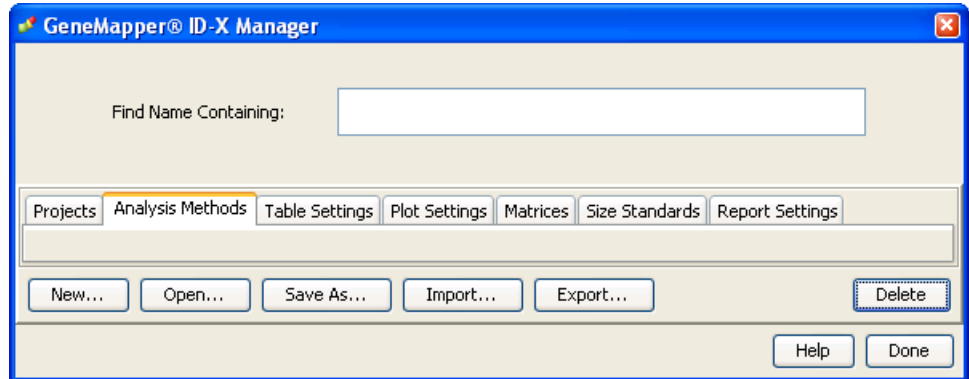 GeneMapper® ID-X Manager
Find Name Containing:
Projects Analysis Methods Table Settings Plot Settings Matrices Size Standards Report Settings
New... Open... Save As... Import... Export... Delete
Help Done